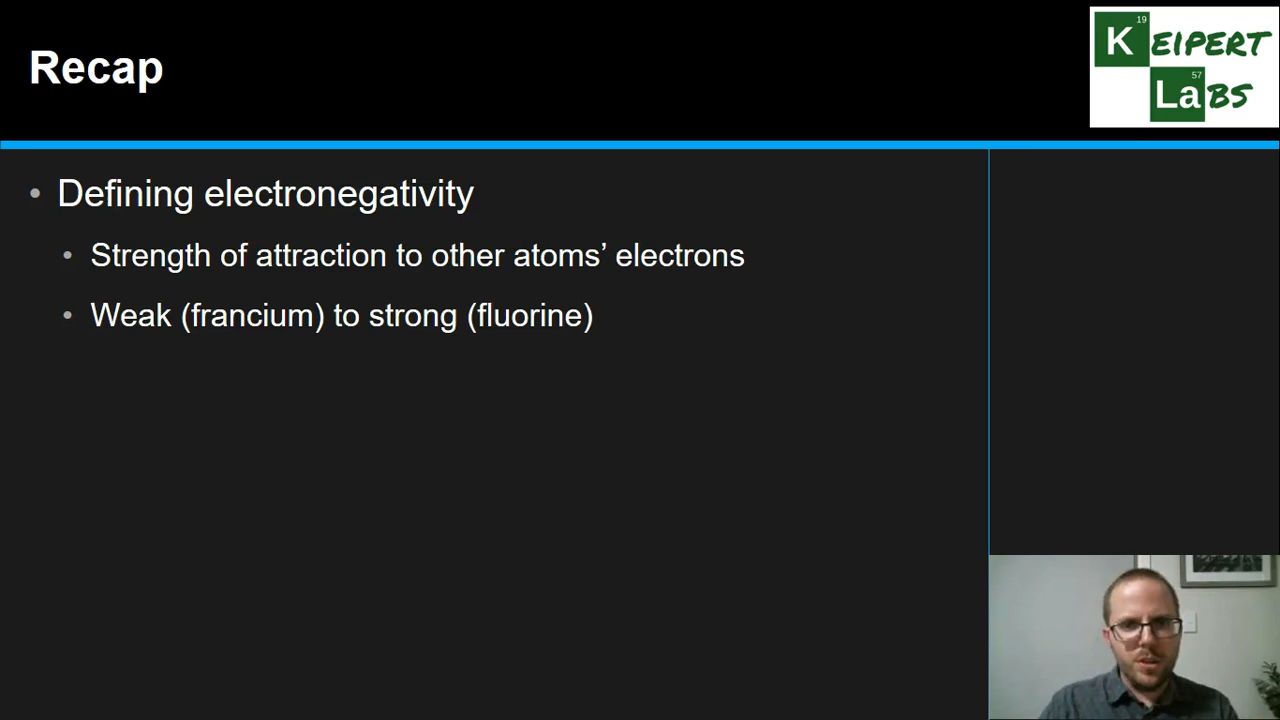 Recap
19
K EIPERT
57
La BS
• Defining electronegativity
• Strength of attraction to other atoms’ electrons
• Weak (francium) to strong (fluorine)